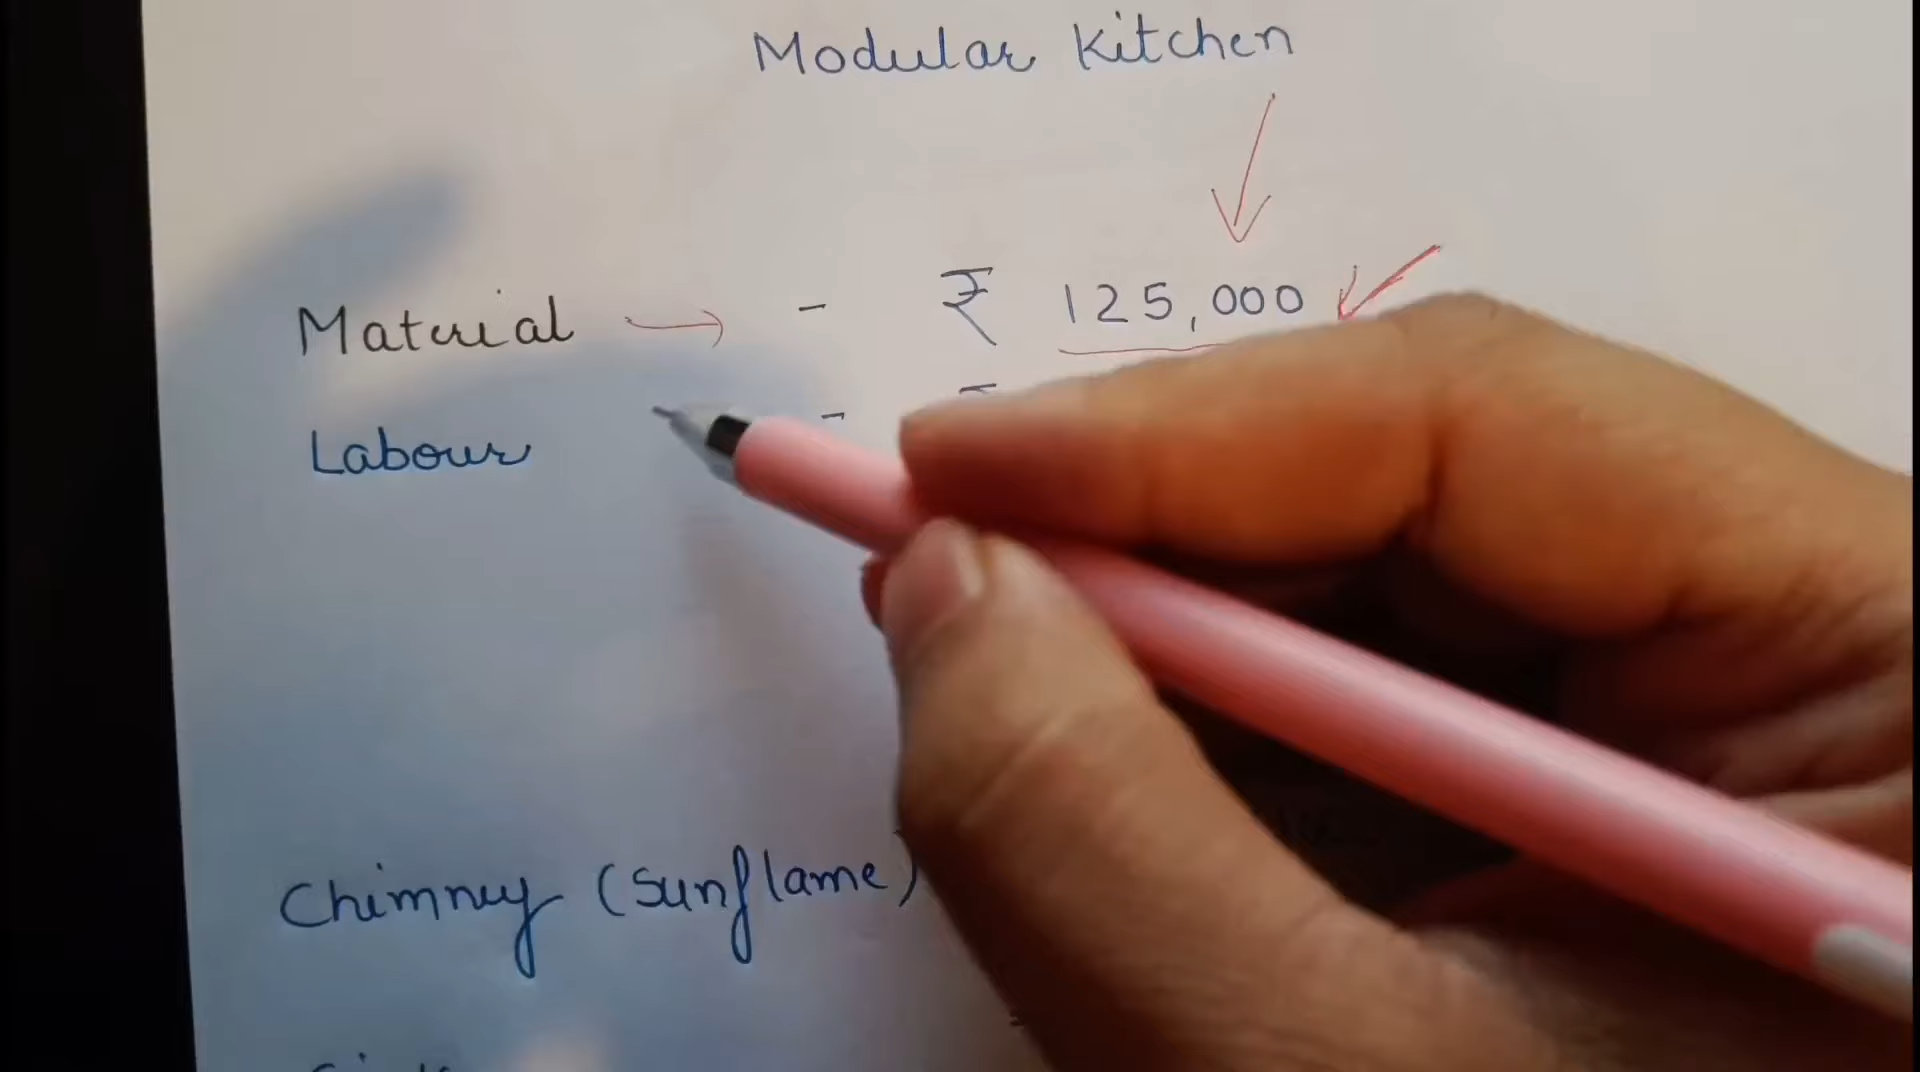 Modular Kitchen
Material → - ₹ 125,000
Labour -
Chimney (Sunflame)